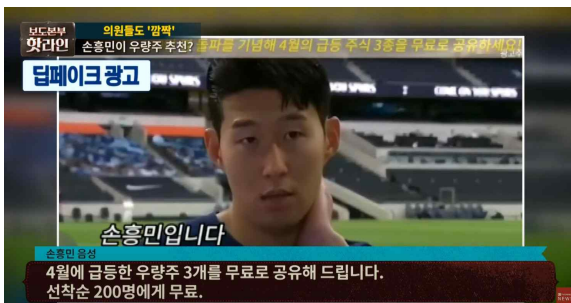 보도본부
핫라인
의원들도 '깜짝'
손흥민이 우량주 추천?
돌파를 기념해 4월의 급등 주식 3종을 무료로 공유하세요!
딥페이크 광고
COME ON YOU SPURS
손흥민입니다
손흥민 음성
4월에 급등한 우량주 3개를 무료로 공유해 드립니다.
선착순 200명에게 무료.
NEWS